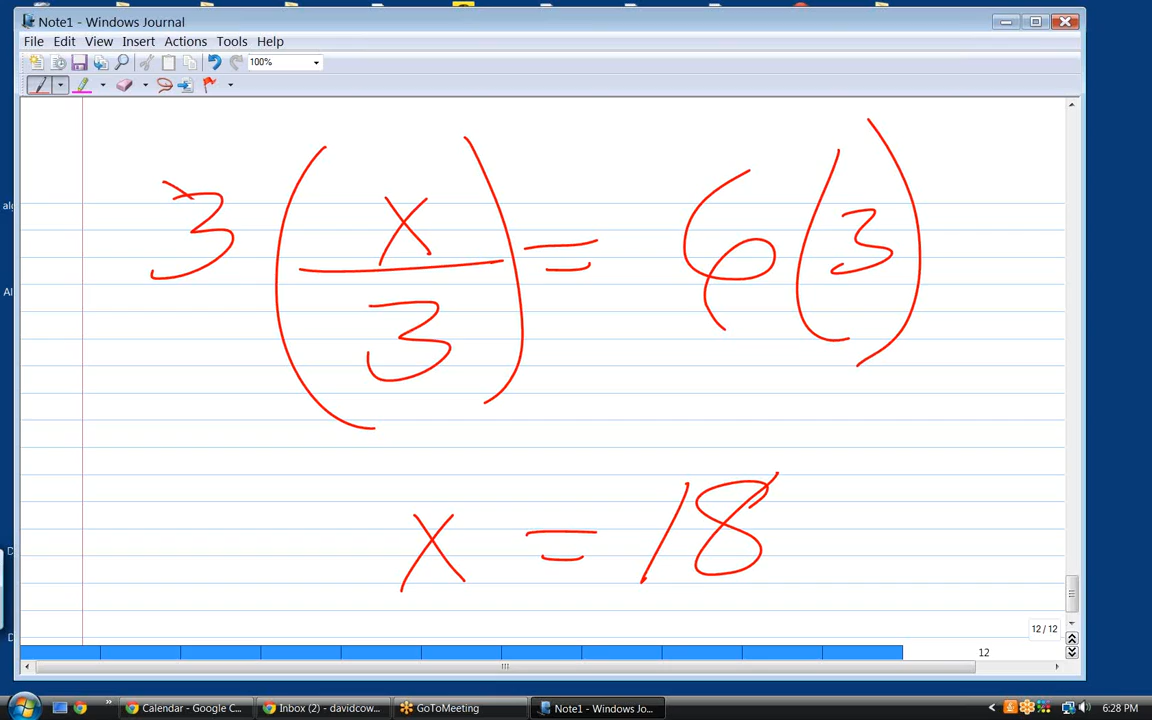 Note1 - Windows Journal
File Edit View Insert Actions Tools Help
100%
3 ( x / 3 ) = 6 ( 3 )
x = 18
12 / 12
12
Calendar - Google C...
Inbox (2) - davidcow...
GoToMeeting
Note1 - Windows Jo...
6:28 PM